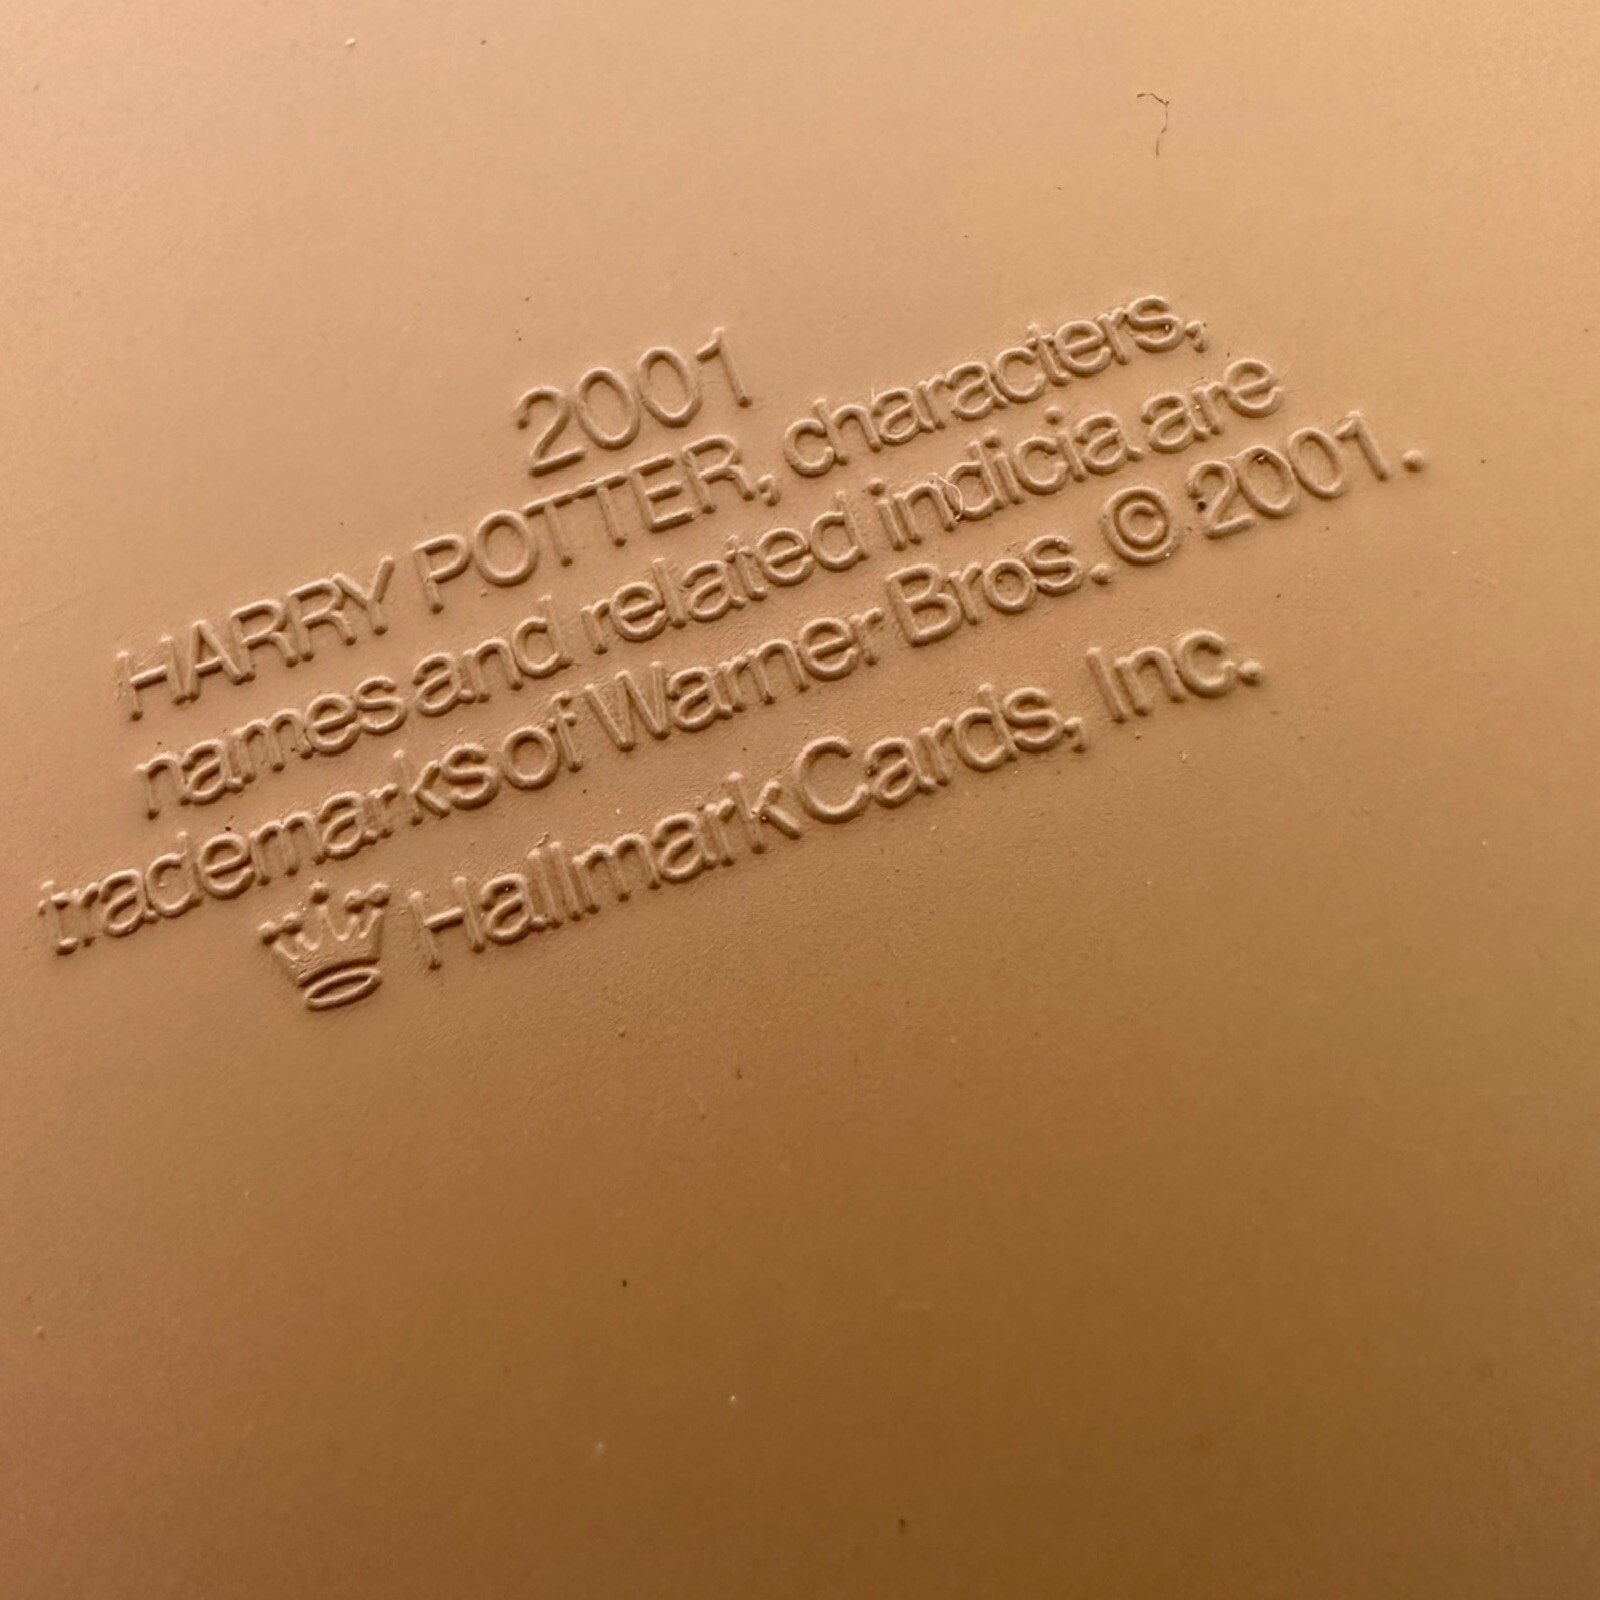 2001
HARRY POTTER, characters,
names and related indicia are
trademarks of Warner Bros. © 2001.
Hallmark Cards, Inc.